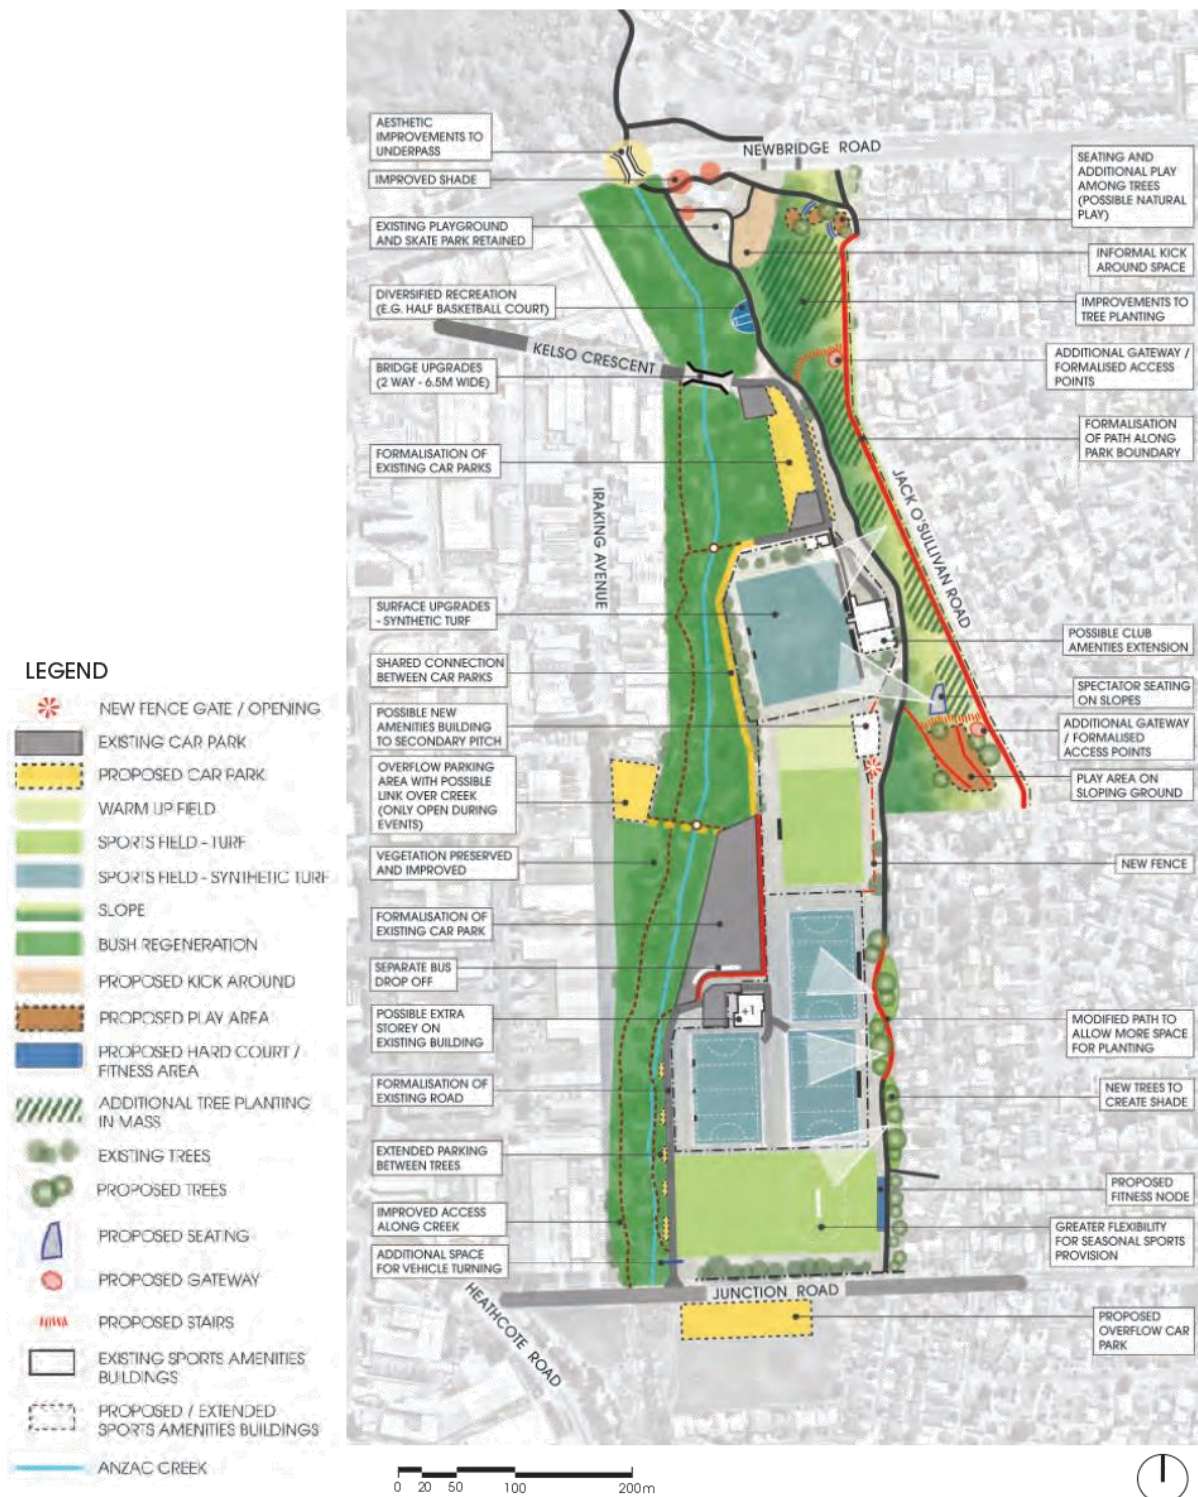 AESTHETIC
IMPROVEMENTS TO
UNDERPASS
IMPROVED SHADE
EXISTING PLAYGROUND
AND SKATE PARK RETAINED
DIVERSIFIED RECREATION
(E.G. HALF BASKETBALL COURT)
BRIDGE UPGRADES
(2 WAY - 6.5M WIDE)
FORMALISATION OF
EXISTING CAR PARKS
SURFACE UPGRADES
- SYNTHETIC TURF
SHARED CONNECTION
BETWEEN CAR PARKS
POSSIBLE NEW
AMENITIES BUILDING
TO SECONDARY PITCH
OVERFLOW PARKING
AREA WITH POSSIBLE
LINK OVER CREEK
(ONLY OPEN DURING
EVENTS)
VEGETATION PRESERVED
AND IMPROVED
FORMALISATION OF
EXISTING CAR PARK
SEPARATE BUS
DROP OFF
POSSIBLE EXTRA
STOREY ON
EXISTING BUILDING
FORMALISATION OF
EXISTING ROAD
EXTENDED PARKING
BETWEEN TREES
IMPROVED ACCESS
ALONG CREEK
ADDITIONAL SPACE
FOR VEHICLE TURNING
NEWBRIDGE ROAD
KELSO CRESCENT
IRAKING AVENUE
JACK O'SULLIVAN ROAD
+1
JUNCTION ROAD
HEATHCOTE ROAD
SEATING AND
ADDITIONAL PLAY
AMONG TREES
(POSSIBLE NATURAL
PLAY)
INFORMAL KICK
AROUND SPACE
IMPROVEMENTS TO
TREE PLANTING
ADDITIONAL GATEWAY /
FORMALISED ACCESS
POINTS
FORMALISATION
OF PATH ALONG
PARK BOUNDARY
POSSIBLE CLUB
AMENTIES EXTENSION
SPECTATOR SEATING
ON SLOPES
ADDITIONAL GATEWAY
/ FORMALISED
ACCESS POINTS
PLAY AREA ON
SLOPING GROUND
NEW FENCE
MODIFIED PATH TO
ALLOW MORE SPACE
FOR PLANTING
NEW TREES TO
CREATE SHADE
PROPOSED
FITNESS NODE
GREATER FLEXIBILITY
FOR SEASONAL SPORTS
PROVISION
PROPOSED
OVERFLOW CAR
PARK
LEGEND
NEW FENCE GATE / OPENING
EXISTING CAR PARK
PROPOSED CAR PARK
WARM UP FIELD
SPORTS FIELD - TURF
SPORTS FIELD - SYNTHETIC TURF
SLOPE
BUSH REGENERATION
PROPOSED KICK AROUND
PROPOSED PLAY AREA
PROPOSED HARD COURT /
FITNESS AREA
ADDITIONAL TREE PLANTING
IN MASS
EXISTING TREES
PROPOSED TREES
PROPOSED SEATING
PROPOSED GATEWAY
PROPOSED STAIRS
EXISTING SPORTS AMENITIES
BUILDINGS
PROPOSED / EXTENDED
SPORTS AMENITIES BUILDINGS
ANZAC CREEK
0 20 50 100 200m